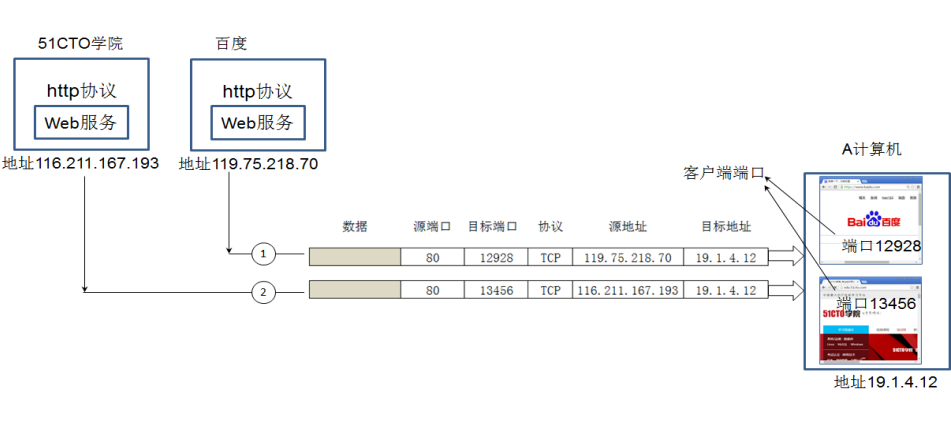 51CTO学院
百度
http协议
Web服务
地址116.211.167.193
http协议
Web服务
地址119.75.218.70
A计算机
客户端端口
数据 源端口 目标端口 协议 源地址 目标地址
1
80 12928 TCP 119.75.218.70 19.1.4.12
2
80 13456 TCP 116.211.167.193 19.1.4.12
Bai百度
端口12928
端口13456
51CTO学院
地址19.1.4.12